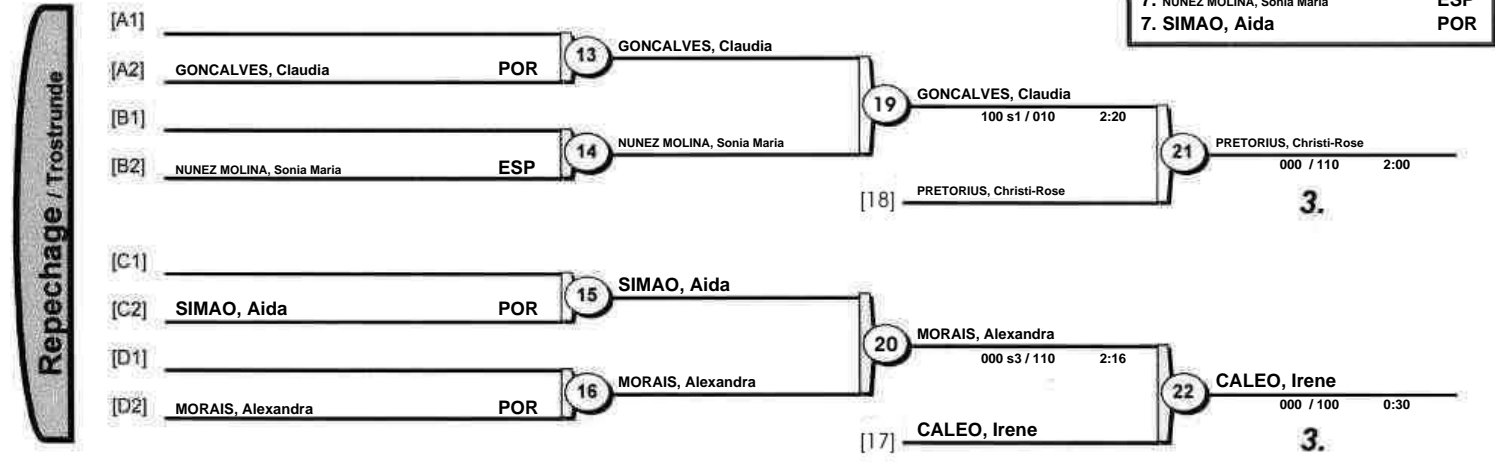 7. NUNEZ MOLINA, Sonia Maria ESP
7. SIMAO, Aida POR
Repechage / Trostrunde
[A1]
[A2] GONCALVES, Claudia POR
13 GONCALVES, Claudia
[B1]
[B2] NUNEZ MOLINA, Sonia Maria ESP
14 NUNEZ MOLINA, Sonia Maria
19 GONCALVES, Claudia
100 s1 / 010 2:20
[18] PRETORIUS, Christi-Rose
21 PRETORIUS, Christi-Rose
000 / 110 2:00
3.
[C1]
[C2] SIMAO, Aida POR
15 SIMAO, Aida
[D1]
[D2] MORAIS, Alexandra POR
16 MORAIS, Alexandra
20 MORAIS, Alexandra
000 s3 / 110 2:16
[17] CALEO, Irene
22 CALEO, Irene
000 / 100 0:30
3.